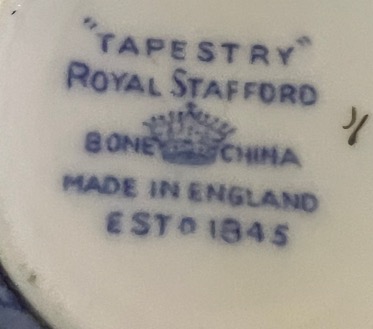 "TAPESTRY"
ROYAL STAFFORD
BONE CHINA
MADE IN ENGLAND
ESTD 1845